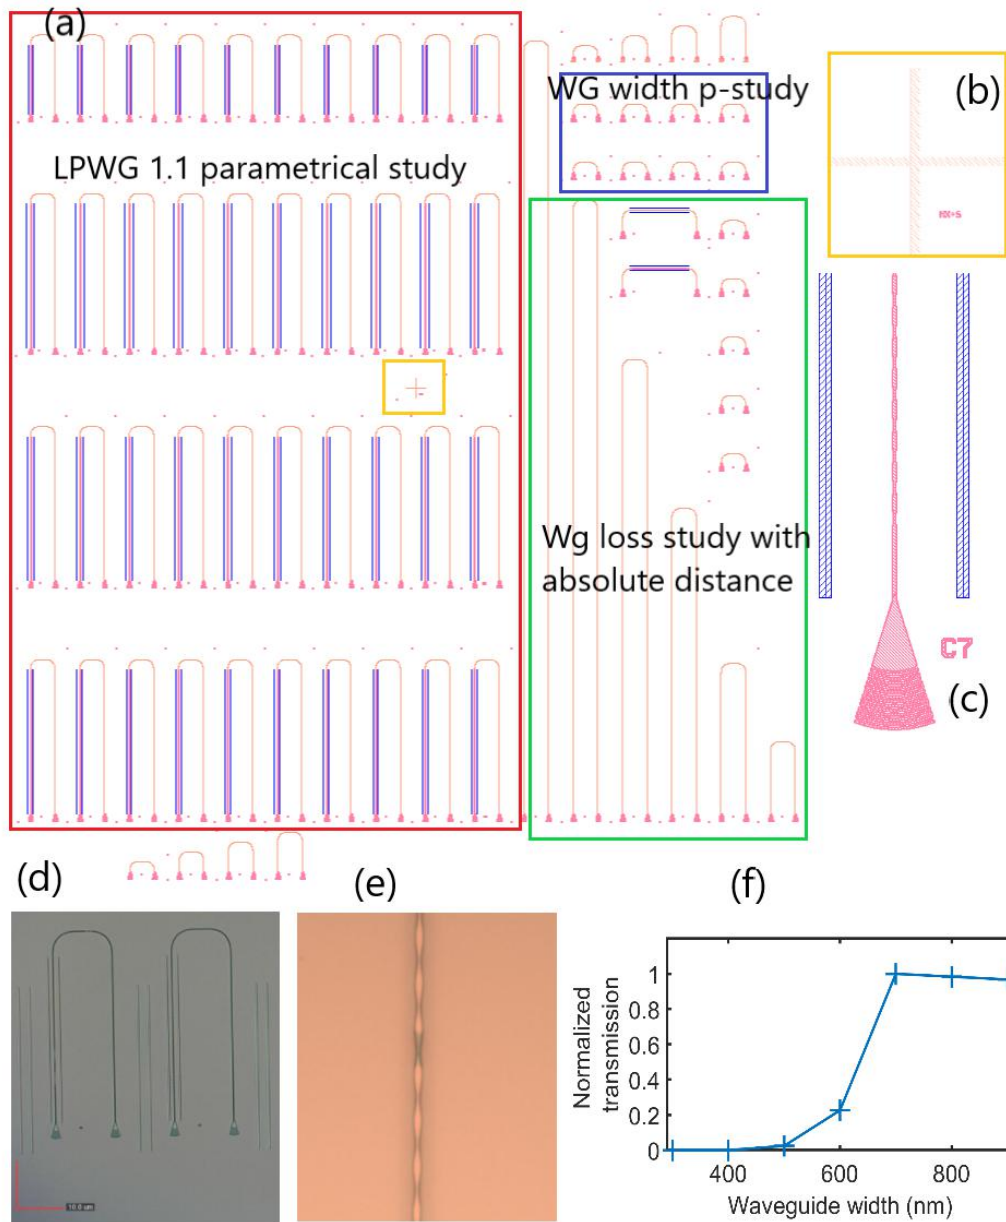 (a)
WG width p-study
(b)
LPWG 1.1 parametrical study
Wg loss study with
absolute distance
C7
(c)
(d)
(e)
(f)
Normalized
transmission
1
0.8
0.6
0.4
0.2
0
400
600
800
Waveguide width (nm)